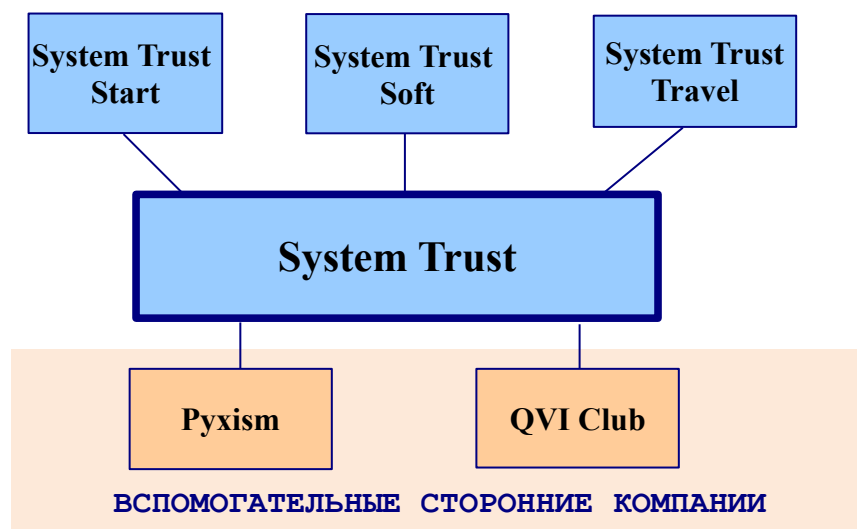 System Trust
Start
System Trust
Soft
System Trust
Travel
System Trust
Pyxism
QVI Club
ВСПОМОГАТЕЛЬНЫЕ СТОРОННИЕ КОМПАНИИ